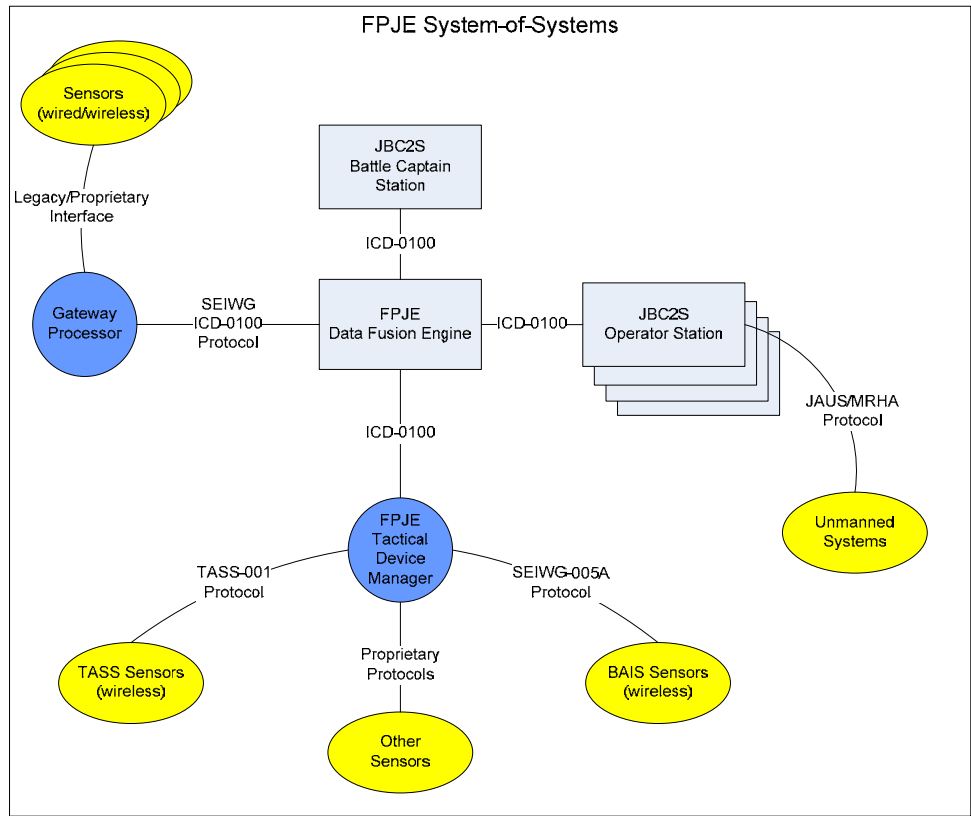 FPJE System-of-Systems
Sensors
(wired/wireless)
JBC2S
Battle Captain
Station
Legacy/Proprietary
Interface
ICD-0100
Gateway
Processor
SEIWG
ICD-0100
Protocol
FPJE
Data Fusion Engine
ICD-0100
JBC2S
Operator Station
JAUS/MRHA
Protocol
ICD-0100
Unmanned
Systems
FPJE
Tactical
Device
Manager
TASS-001
Protocol
SEIWG-005A
Protocol
TASS Sensors
(wireless)
Proprietary
Protocols
BAIS Sensors
(wireless)
Other
Sensors